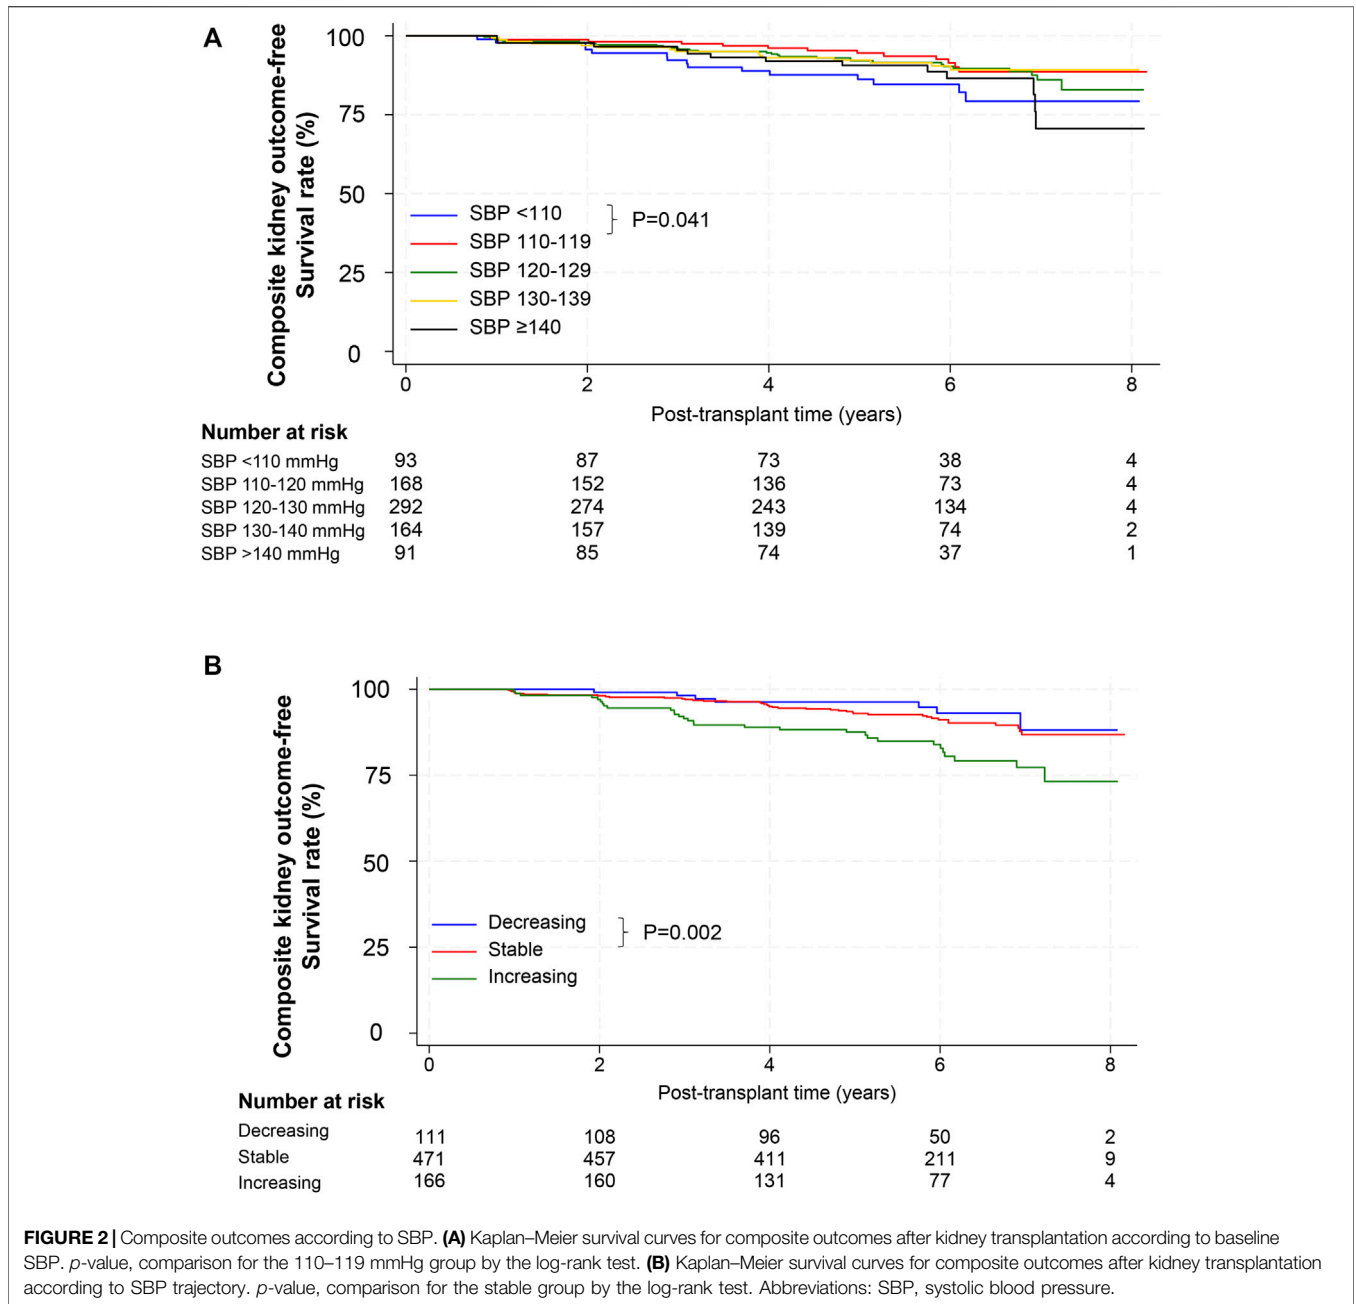 A
Composite kidney outcome-free
Survival rate (%)
100
75
50
25
0
SBP <110
SBP 110-119
SBP 120-129
SBP 130-139
SBP ≥140
P=0.041
0 2 4 6 8
Post-transplant time (years)
Number at risk
SBP <110 mmHg 93 87 73 38 4
SBP 110-120 mmHg 168 152 136 73 4
SBP 120-130 mmHg 292 274 243 134 4
SBP 130-140 mmHg 164 157 139 74 2
SBP >140 mmHg 91 85 74 37 1
B
Composite kidney outcome-free
Survival rate (%)
100
75
50
25
0
Decreasing
Stable
Increasing
P=0.002
0 2 4 6 8
Post-transplant time (years)
Number at risk
Decreasing 111 108 96 50 2
Stable 471 457 411 211 9
Increasing 166 160 131 77 4
FIGURE 2 | Composite outcomes according to SBP. (A) Kaplan–Meier survival curves for composite outcomes after kidney transplantation according to baseline
SBP. p-value, comparison for the 110–119 mmHg group by the log-rank test. (B) Kaplan–Meier survival curves for composite outcomes after kidney transplantation
according to SBP trajectory. p-value, comparison for the stable group by the log-rank test. Abbreviations: SBP, systolic blood pressure.